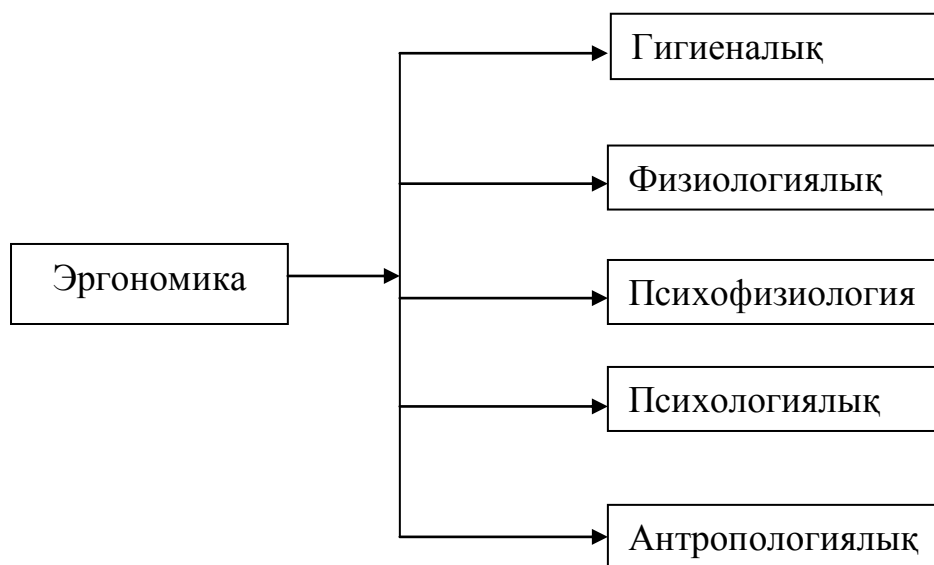 Гигиеналық
Физиологиялық
Эргономика
Психофизиология
Психологиялық
Антропологиялық